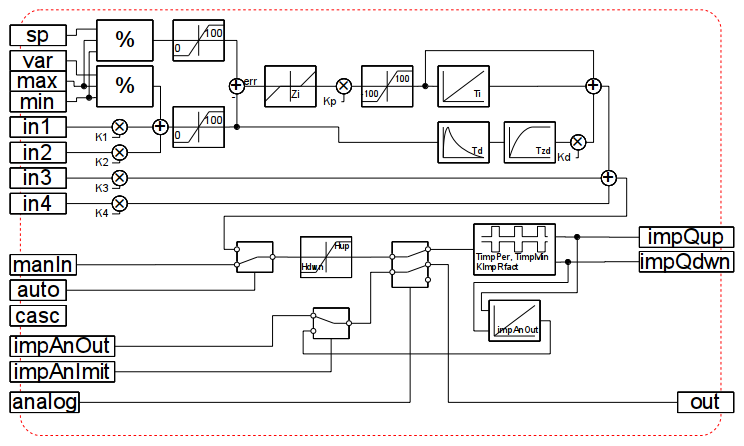 sp
var
max
min
in1
in2
in3
in4
manIn
auto
casc
impAnOut
impAnImit
analog
%
%
0
100
0
100
K1
K2
K3
K4
err
-
Zi
Kp
100
100
Ti
Td
Tzd
Kd
Hup
Hdwn
TimpPer, TimpMin
KImpRfact
impAnOut
impQup
impQdwn
out